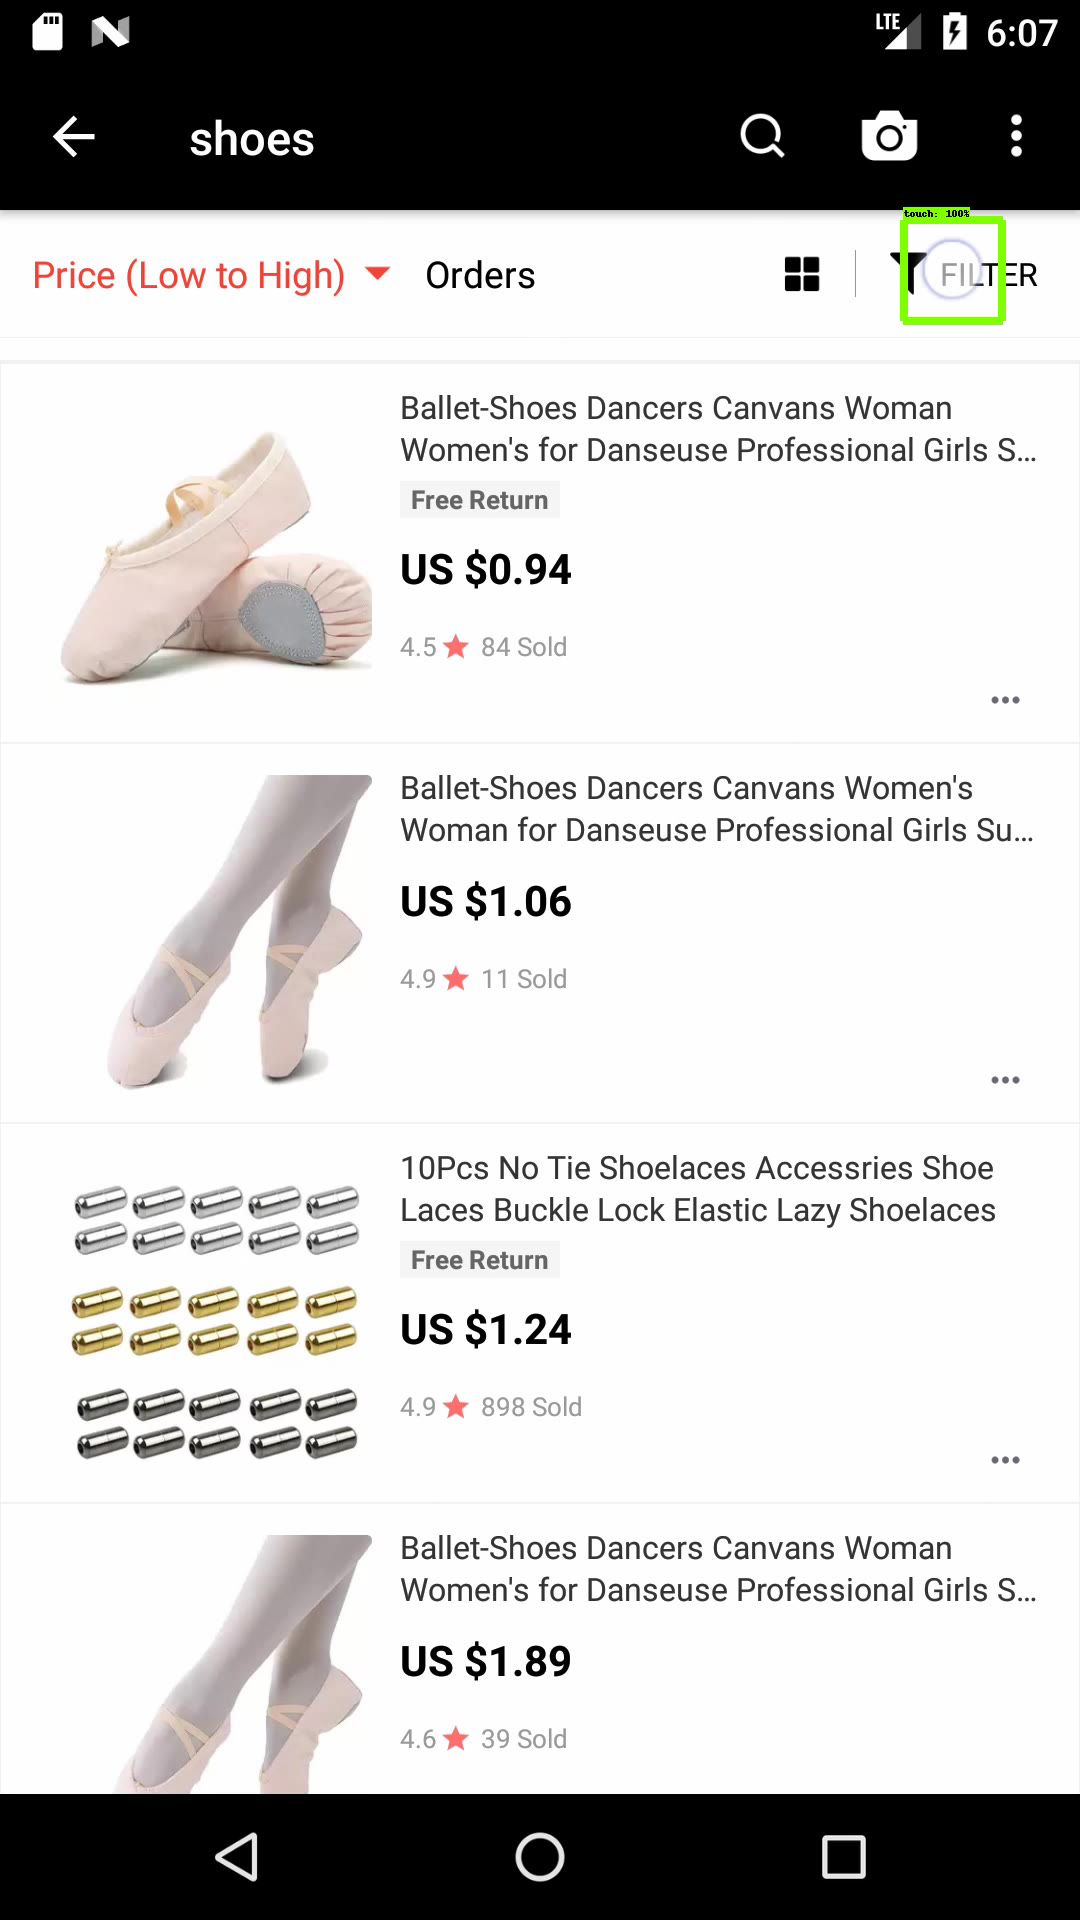 LTE 6:07
shoes
touch: 100%
Price (Low to High) Orders FILTER
Ballet-Shoes Dancers Canvans Woman
Women's for Danseuse Professional Girls S...
Free Return
US $0.94
4.5 84 Sold
Ballet-Shoes Dancers Canvans Women's
Woman for Danseuse Professional Girls Su...
US $1.06
4.9 11 Sold
10Pcs No Tie Shoelaces Accessries Shoe
Laces Buckle Lock Elastic Lazy Shoelaces
Free Return
US $1.24
4.9 898 Sold
Ballet-Shoes Dancers Canvans Woman
Women's for Danseuse Professional Girls S...
US $1.89
4.6 39 Sold